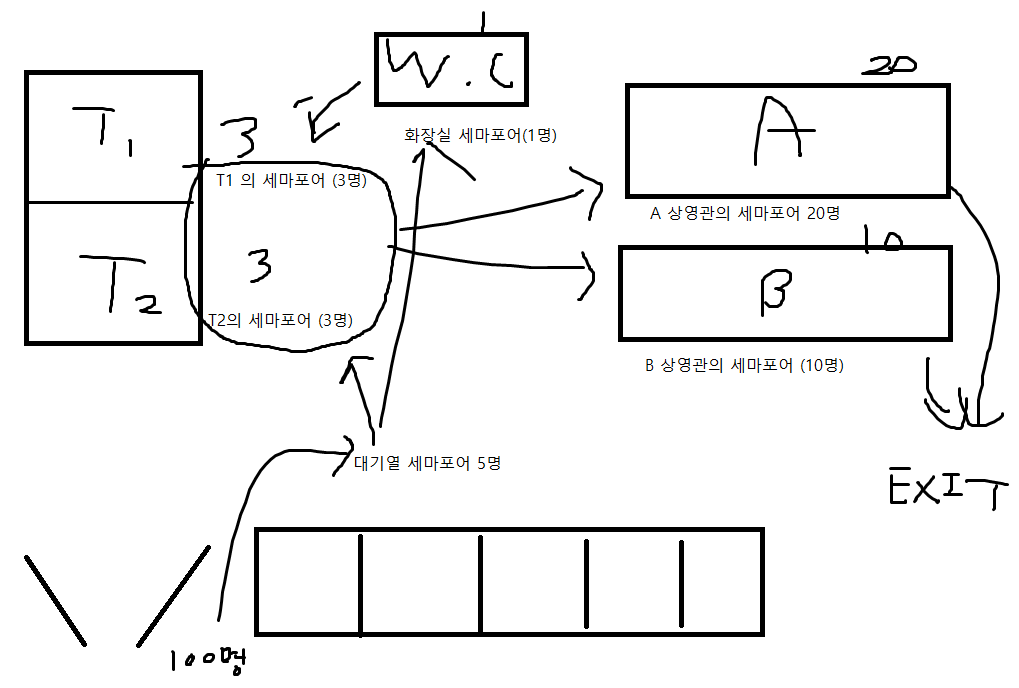 W.C
20
T1
3
A
화장실 세마포어(1명)
T1 의 세마포어 (3명)
A 상영관의 세마포어 20명
10
T2
3
B
T2의 세마포어 (3명)
B 상영관의 세마포어 (10명)
대기열 세마포어 5명
EXIT
100명